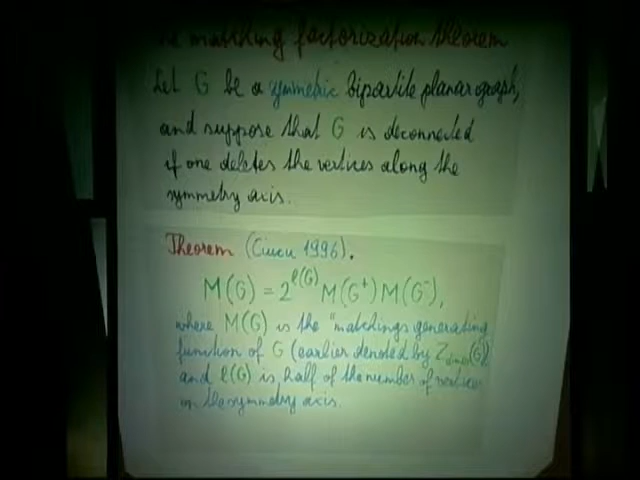 the matching factorization theorem
Let G be a symmetric bipartite planar graph,
and suppose that G is deconnected
if one deletes the vertices along the
symmetry axis.
Theorem (Ciucu 1996).
M(G) = 2^{ℓ(G)} M(G⁺) M(G⁻),
where M(G) is the "matchings generating
function of G (earlier denoted by Z (G)
and ℓ(G) is half of the number of vertices
on the symmetry axis.